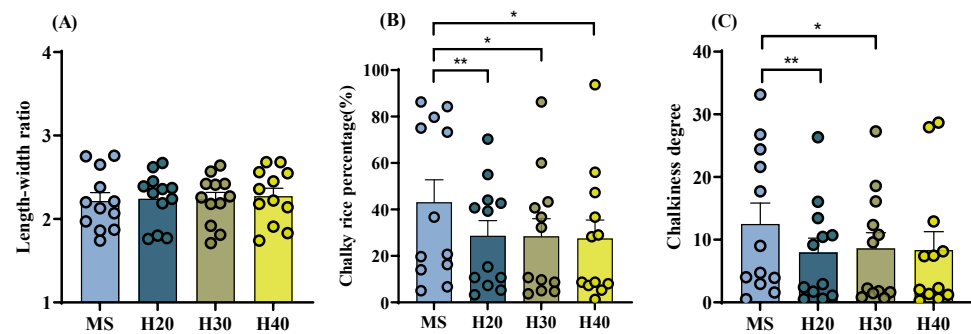 (A)
Length-width ratio
3
2
2
1
MS H20 H30 H40
(B)
Chalky rice percentage(%)
*
*
**
100
80
60
40
20
0
MS H20 H30 H40
(C)
Chalkiness degree
*
**
40
30
20
10
0
MS H20 H30 H40